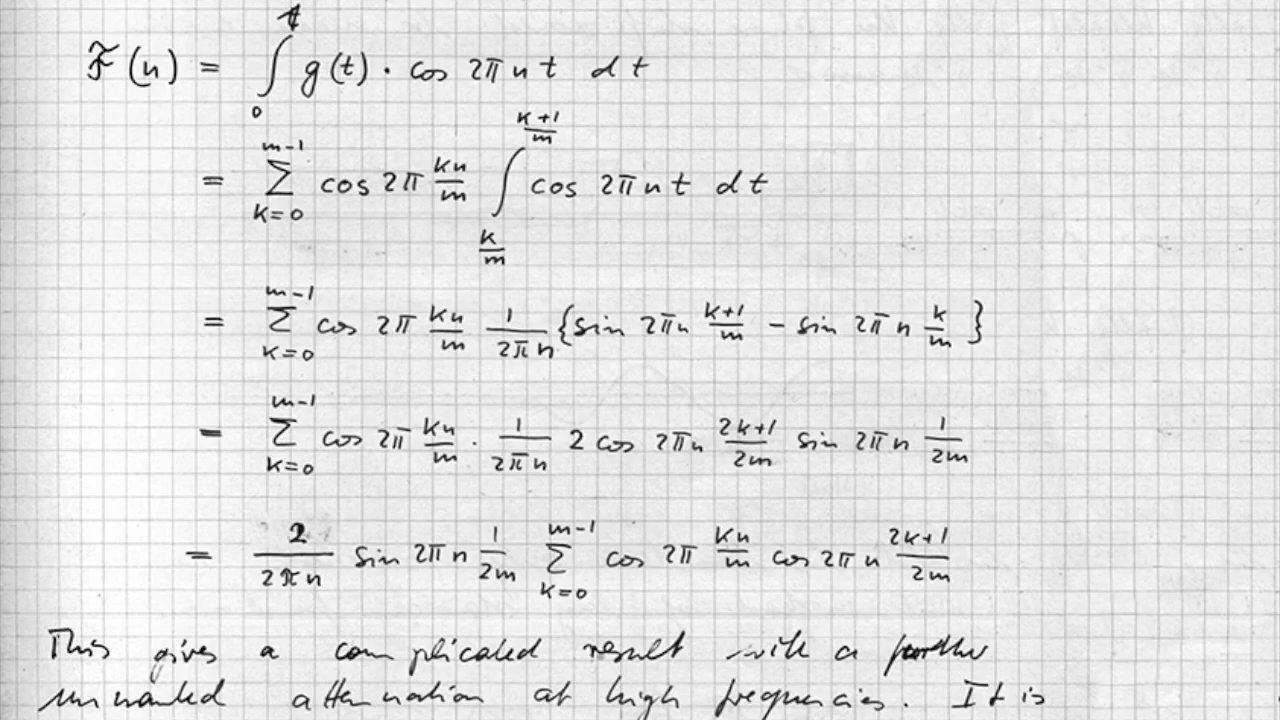 ℱ(n) = ∫₀¹ g(t) · cos 2π n t dt
= Σ_{k=0}^{m-1} cos 2π kn/m ∫_{k/m}^{(k+1)/m} cos 2π n t dt
= Σ_{k=0}^{m-1} cos 2π kn/m 1/(2πn) {sin 2πn (k+1)/m − sin 2πn k/m}
= Σ_{k=0}^{m-1} cos 2π kn/m · 1/(2πn) 2 cos 2πn (2k+1)/2m sin 2πn 1/2m
= 2/(2πn) sin 2πn 1/2m Σ_{k=0}^{m-1} cos 2π kn/m cos 2πn (2k+1)/2m
This gives a complicated result with a further
unwanted attenuation at high frequencies. It is